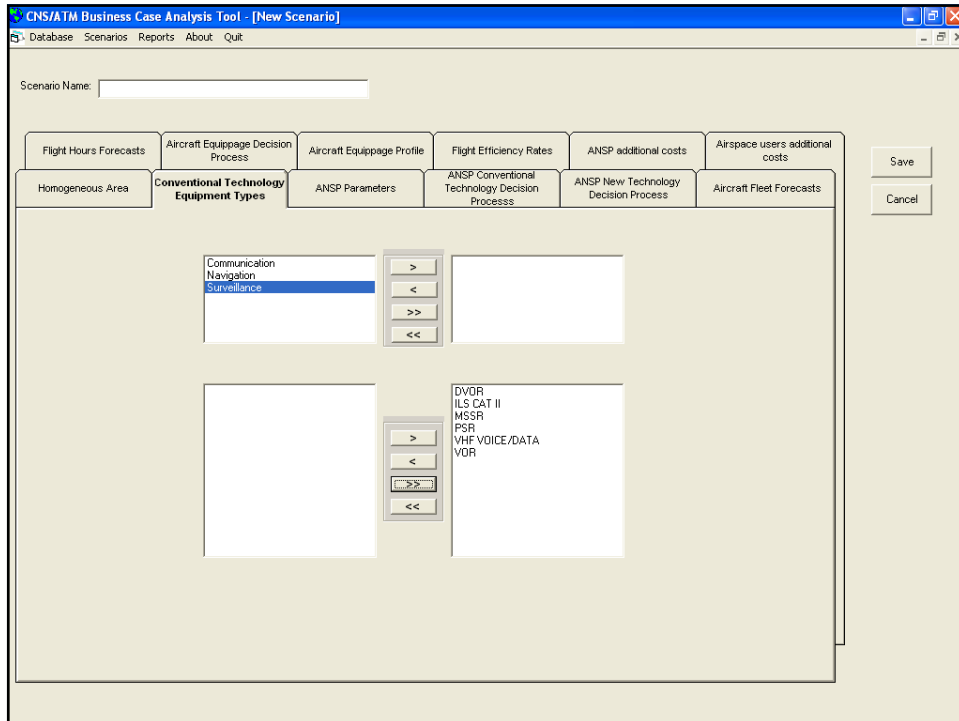 CNS/ATM Business Case Analysis Tool - [New Scenario]
Database Scenarios Reports About Quit
Scenario Name:
Flight Hours Forecasts
Aircraft Equippage Decision
Process
Aircraft Equippage Profile
Flight Efficiency Rates
ANSP additional costs
Airspace users additional
costs
Homogeneous Area
Conventional Technology
Equipment Types
ANSP Parameters
ANSP Conventional
Technology Decision
Processs
ANSP New Technology
Decision Process
Aircraft Fleet Forecasts
Save
Cancel
Communication
Navigation
Surveillance
>
<
>>
<<
DVOR
ILS CAT II
MSSR
PSR
VHF VOICE/DATA
VOR
>
<
>>
<<